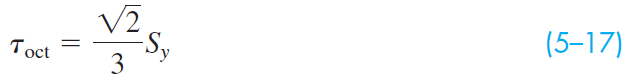 τ_oct = √2/3 S_y (5–17)